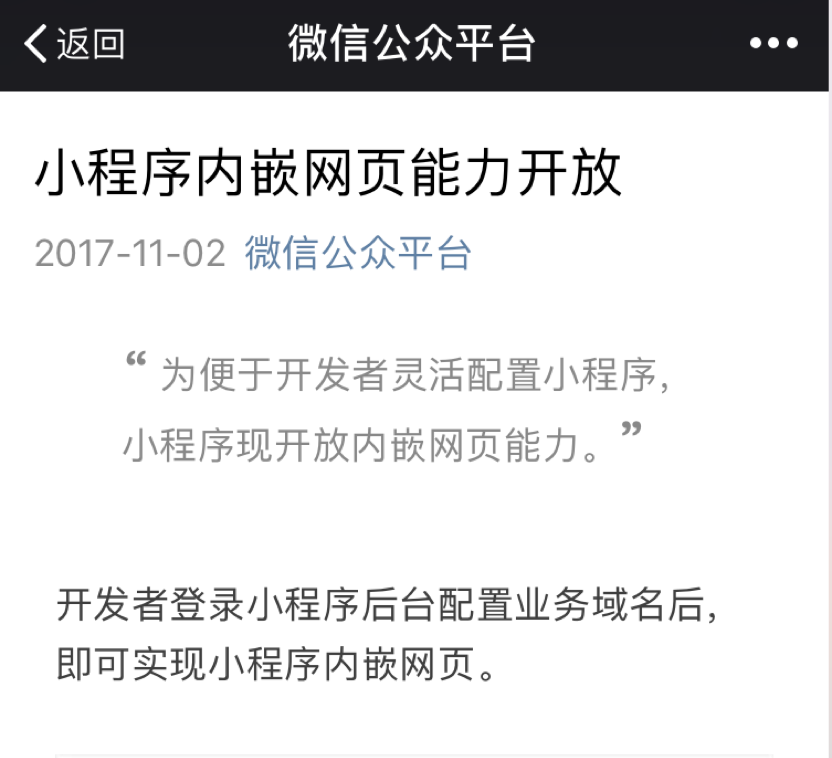 返回 微信公众平台
小程序内嵌网页能力开放
2017-11-02 微信公众平台
“ 为便于开发者灵活配置小程序,
小程序现开放内嵌网页能力。”
开发者登录小程序后台配置业务域名后,
即可实现小程序内嵌网页。